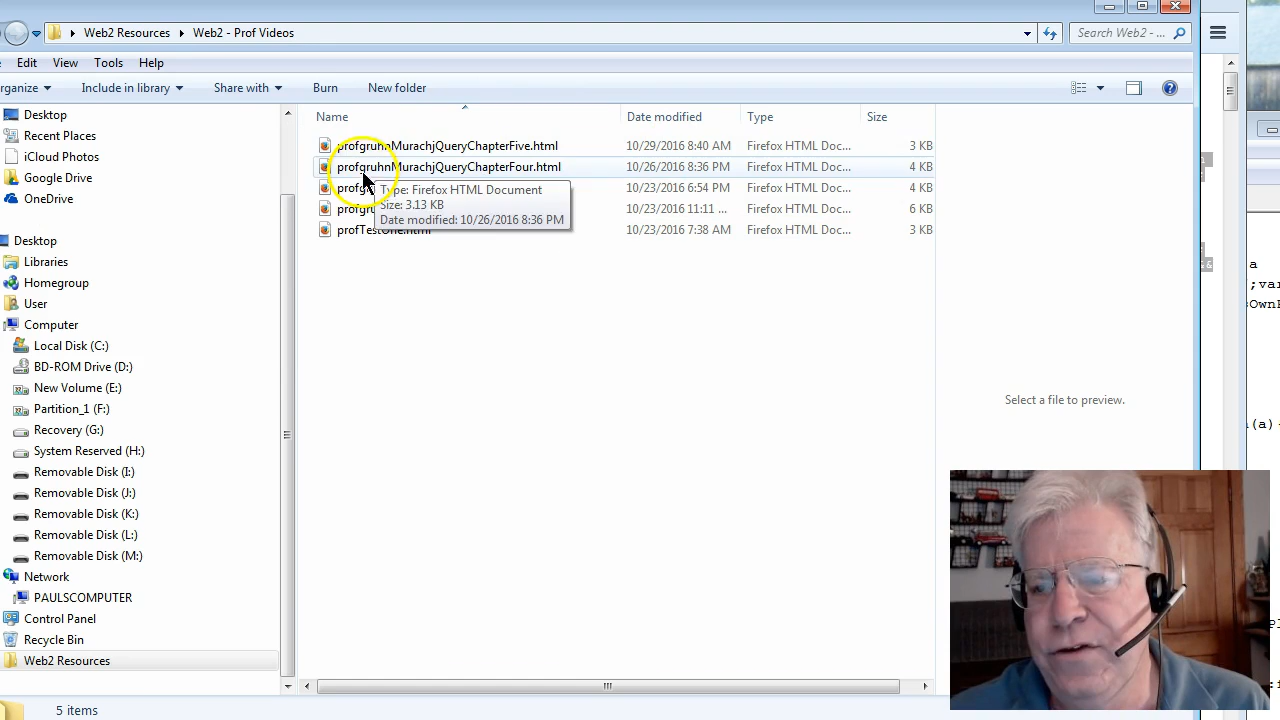 Web2 Resources Web2 - Prof Videos Search Web2 - ...
Edit View Tools Help
rganize Include in library Share with Burn New folder
Name Date modified Type Size
Desktop
Recent Places
iCloud Photos
Google Drive
OneDrive
Desktop
Libraries
Homegroup
User
Computer
Local Disk (C:)
BD-ROM Drive (D:)
New Volume (E:)
Partition_1 (F:)
Recovery (G:)
System Reserved (H:)
Removable Disk (I:)
Removable Disk (J:)
Removable Disk (K:)
Removable Disk (L:)
Removable Disk (M:)
Network
PAULSCOMPUTER
Control Panel
Recycle Bin
Web2 Resources
profgruhnMurachjQueryChapterFive.html 10/29/2016 8:40 AM Firefox HTML Doc... 3 KB
profgruhnMurachjQueryChapterFour.html 10/26/2016 8:36 PM Firefox HTML Doc... 4 KB
10/23/2016 6:54 PM Firefox HTML Doc... 4 KB
10/23/2016 11:11 ... Firefox HTML Doc... 6 KB
profTestOne.html 10/23/2016 7:38 AM Firefox HTML Doc... 3 KB
Type: Firefox HTML Document
Size: 3.13 KB
Date modified: 10/26/2016 8:36 PM
Select a file to preview.
a
;var
sOwnP
(a)
5 items